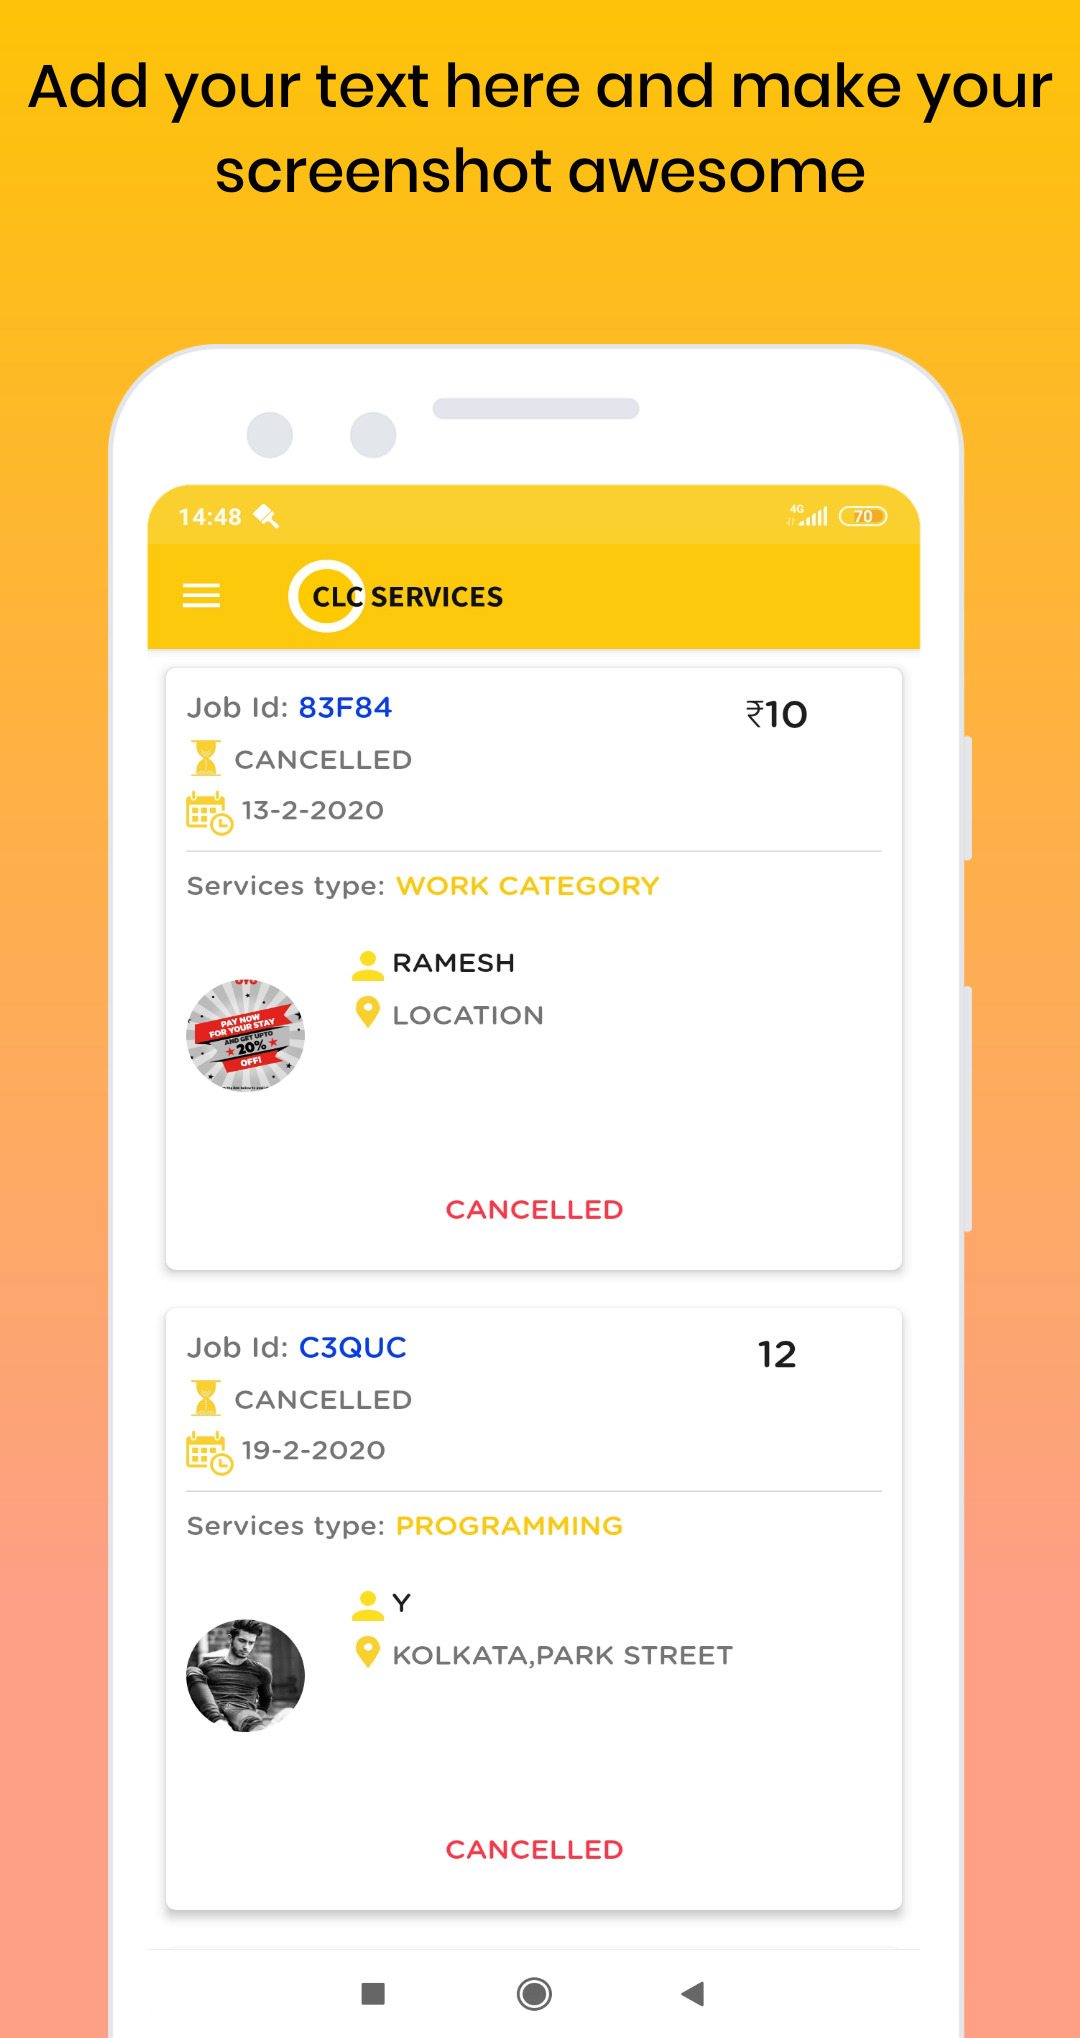 Add your text here and make your
screenshot awesome
14:48
4G
70
CLC SERVICES
Job Id: 83F84
₹10
CANCELLED
13-2-2020
Services type: WORK CATEGORY
RAMESH
LOCATION
PAY NOW
FOR YOUR STAY
AND GET UPTO
20%
OFF!
CANCELLED
Job Id: C3QUC
12
CANCELLED
19-2-2020
Services type: PROGRAMMING
Y
KOLKATA,PARK STREET
CANCELLED